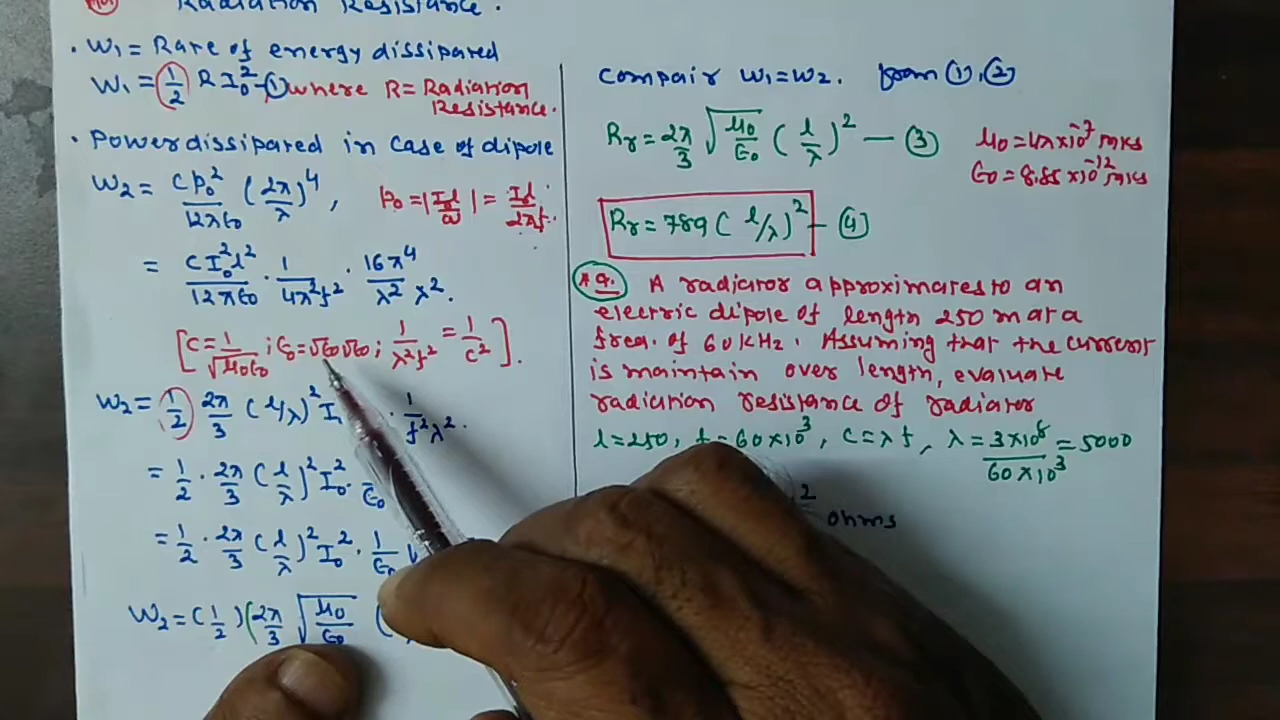 Radiation Resistance.
• W₁ = Rate of energy dissipated
W₁ = (1/2) R I₀² –① where R = Radiation Resistance.
• Power dissipated in case of dipole
W₂ = cp₀²/12πε₀ (2π/λ)⁴ , p₀ = |I₀l/ω| = I₀l/2πf.
= cI₀²l²/12πε₀ · 1/4π²f² · 16π⁴/λ² λ².
[c = 1/√μ₀ε₀ ; ε₀ = √ε₀ √ε₀ ; 1/λ²f² = 1/c²].
W₂ = (1/2) 2π/3 (l/λ)² I · 1/f²λ².
= 1/2 · 2π/3 (l/λ)² I₀² · ε₀
= 1/2 · 2π/3 (l/λ)² I₀² · 1/ε₀
W₂ = (1/2) (2π/3 √μ₀/ε₀ (
compair W₁ = W₂. from ①,②
Rᵣ = 2π/3 √μ₀/ε₀ (l/λ)² — ③
μ₀ = 4π×10⁻⁷ mks
ε₀ = 8.85×10⁻¹² mks
Rᵣ = 789 (l/λ)² – ④
*Q. A radiator approximates to an
electric dipole of length 250 m at a
freq. of 60 KHz. Assuming that the current
is maintain over length, evaluate
radiation resistance of radiator
l = 250, f = 60×10³, c = λf, λ = 3×10⁸/60×10³ = 5000
² ohms